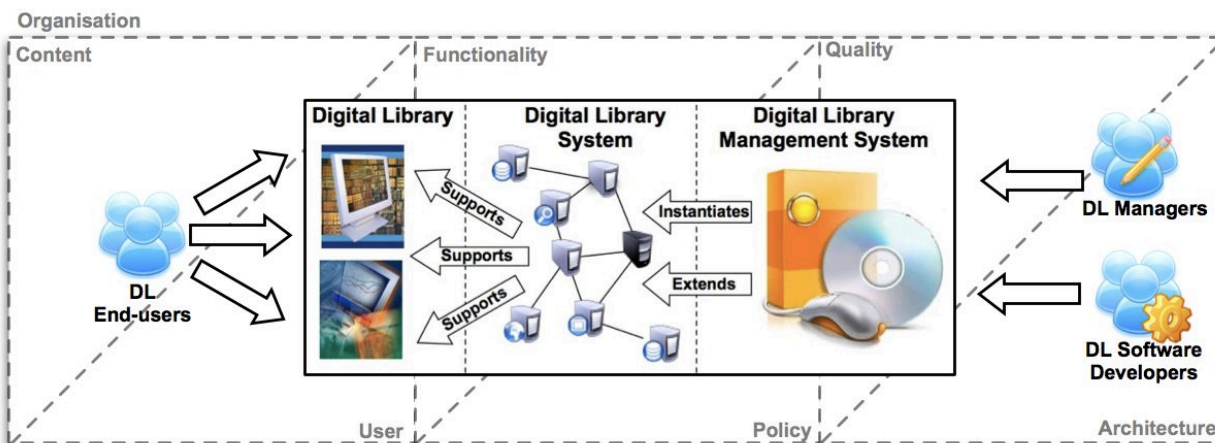 Organisation
Content
Functionality
Quality
Digital Library
Digital Library
System
Digital Library
Management System
Supports
Supports
Supports
Instantiates
Extends
DL
End-users
DL Managers
DL Software
Developers
User
Policy
Architecture